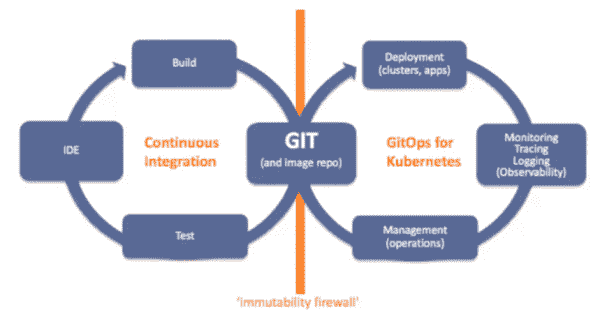 Build
IDE
Continuous
Integration
Test
GIT
(and image repo)
Deployment
(clusters, apps)
GitOps for
Kubernetes
Monitoring
Tracing
Logging
(Observability)
Management
(operations)
'immutability firewall'